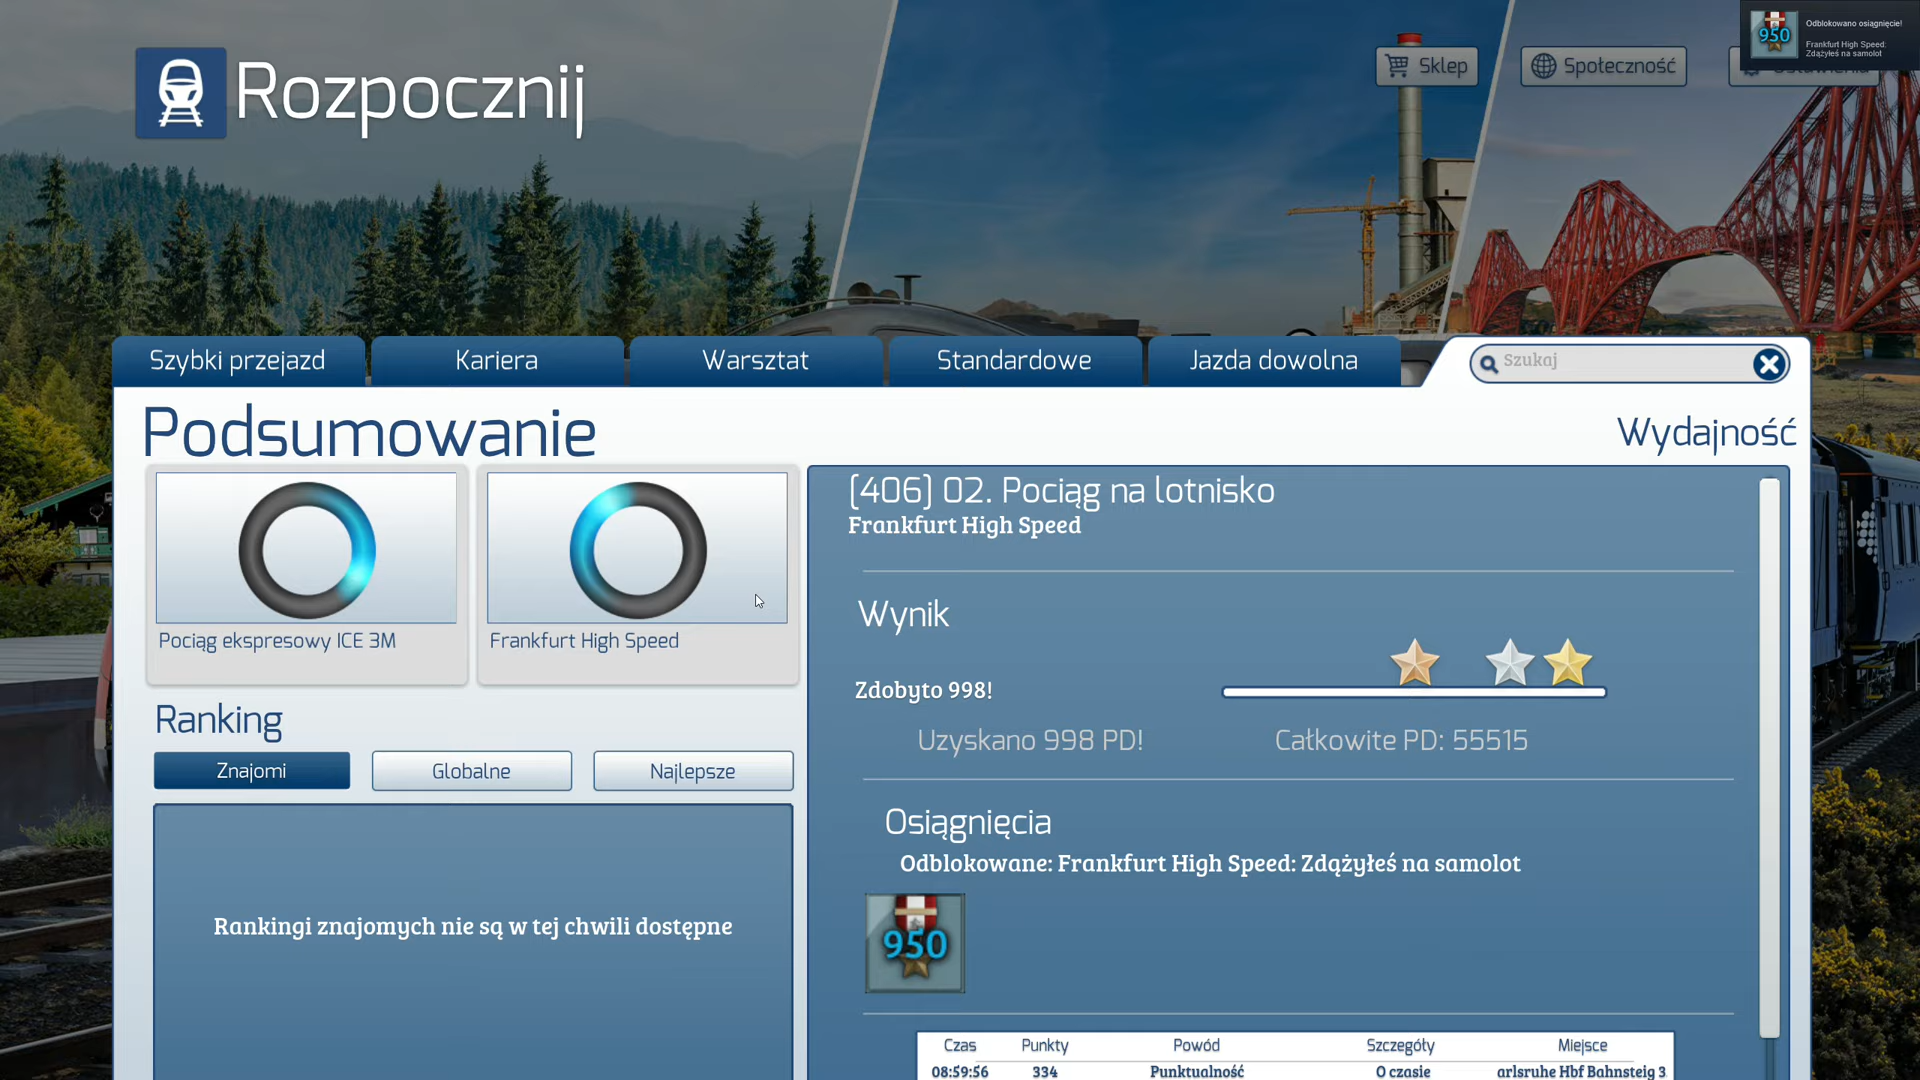 950
Odblokowano osiągnięcie!
Frankfurt High Speed:
Zdążyłeś na samolot
Rozpocznij
Sklep
Społeczność
Szybki przejazd
Kariera
Warsztat
Standardowe
Jazda dowolna
Szukaj
Podsumowanie
Wydajność
Pociąg ekspresowy ICE 3M
Frankfurt High Speed
[406] 02. Pociąg na lotnisko
Frankfurt High Speed
Wynik
Zdobyto 998!
Uzyskano 998 PD!
Całkowite PD: 55515
Ranking
Znajomi
Globalne
Najlepsze
Rankingi znajomych nie są w tej chwili dostępne
Osiągnięcia
Odblokowane: Frankfurt High Speed: Zdążyłeś na samolot
950
Czas Punkty Powód Szczegóły Miejsce
08:59:56 334 Punktualność O czasie arlsruhe Hbf Bahnsteig 3